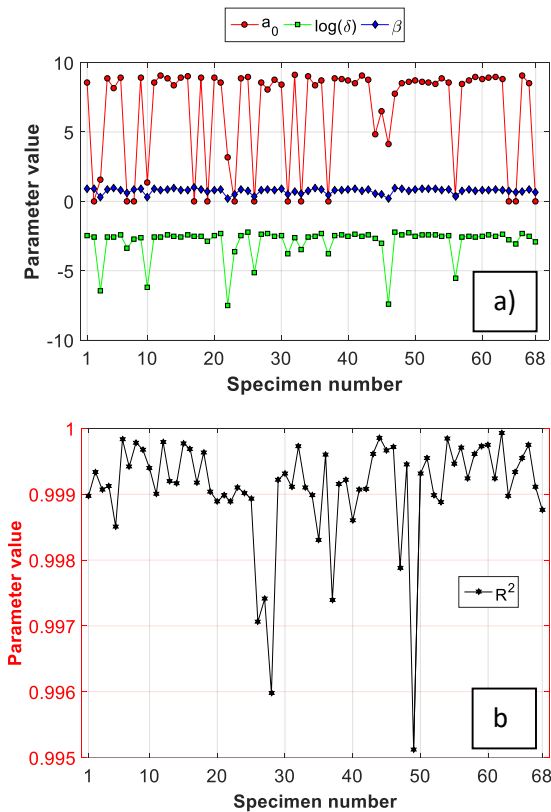 a0 log(δ) β
10
5
0
-5
-10
Parameter value
a)
1 10 20 30 40 50 60 68
Specimen number
1
0.999
0.998
0.997
0.996
0.995
Parameter value
R2
b
1 10 20 30 40 50 60 68
Specimen number